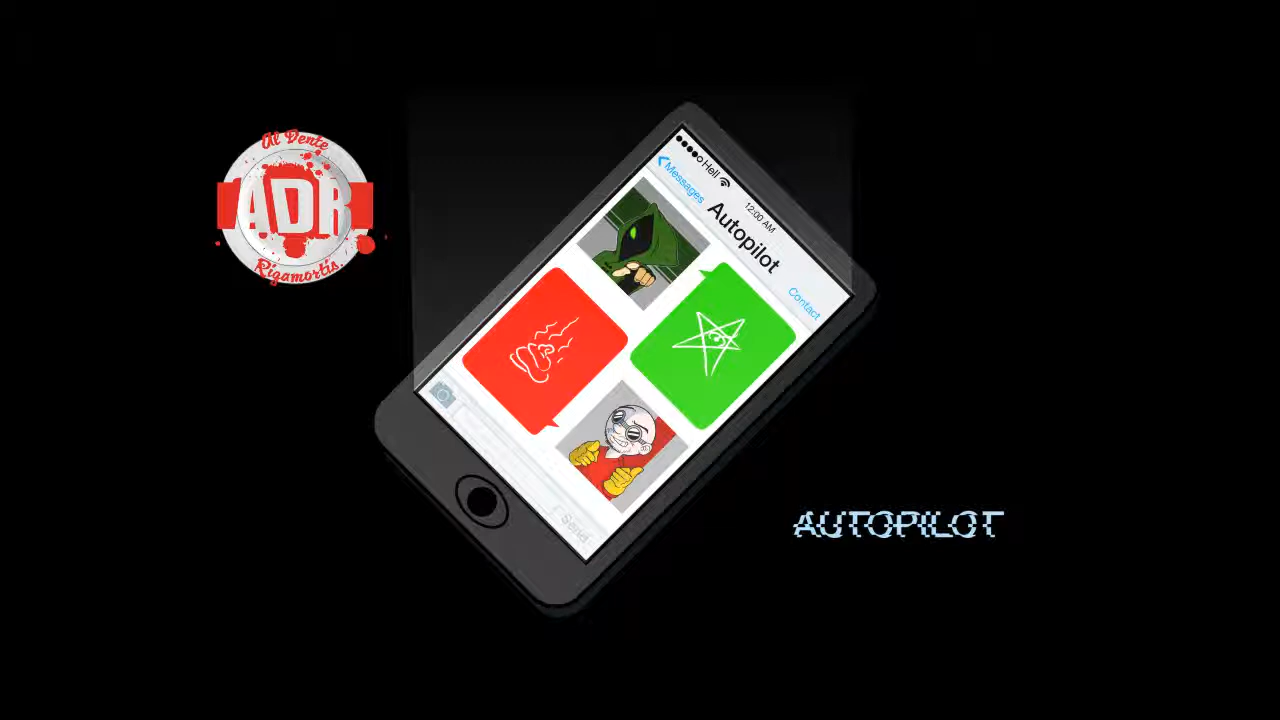 Al Dente
ADR
Rigamortis
Hell
Messages
12:00 AM
Autopilot
Contact
Send
AUTOPILOT